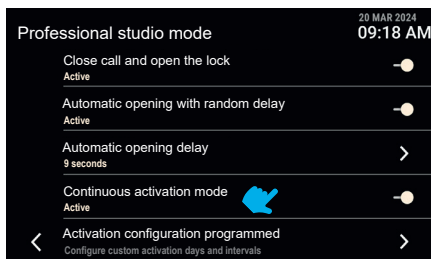 20 MAR 2024
Professional studio mode 09:18 AM
Close call and open the lock
Active
Automatic opening with random delay
Active
Automatic opening delay
9 seconds
Continuous activation mode
Active
Activation configuration programmed
Configure custom activation days and intervals